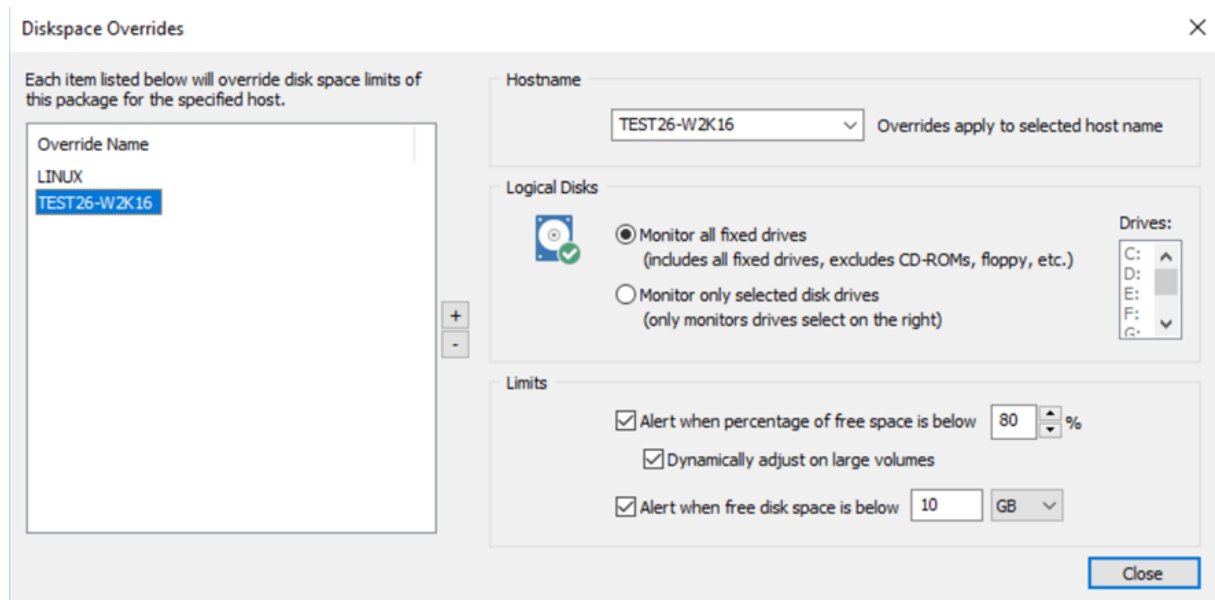 Diskspace Overrides
Each item listed below will override disk space limits of
this package for the specified host.
Override Name
LINUX
TEST26-W2K16
+
-
Hostname
TEST26-W2K16
Overrides apply to selected host name
Logical Disks
Monitor all fixed drives
(includes all fixed drives, excludes CD-ROMs, floppy, etc.)
Monitor only selected disk drives
(only monitors drives select on the right)
Drives:
C:
D:
E:
F:
G:
Limits
Alert when percentage of free space is below 80 %
Dynamically adjust on large volumes
Alert when free disk space is below 10 GB
Close